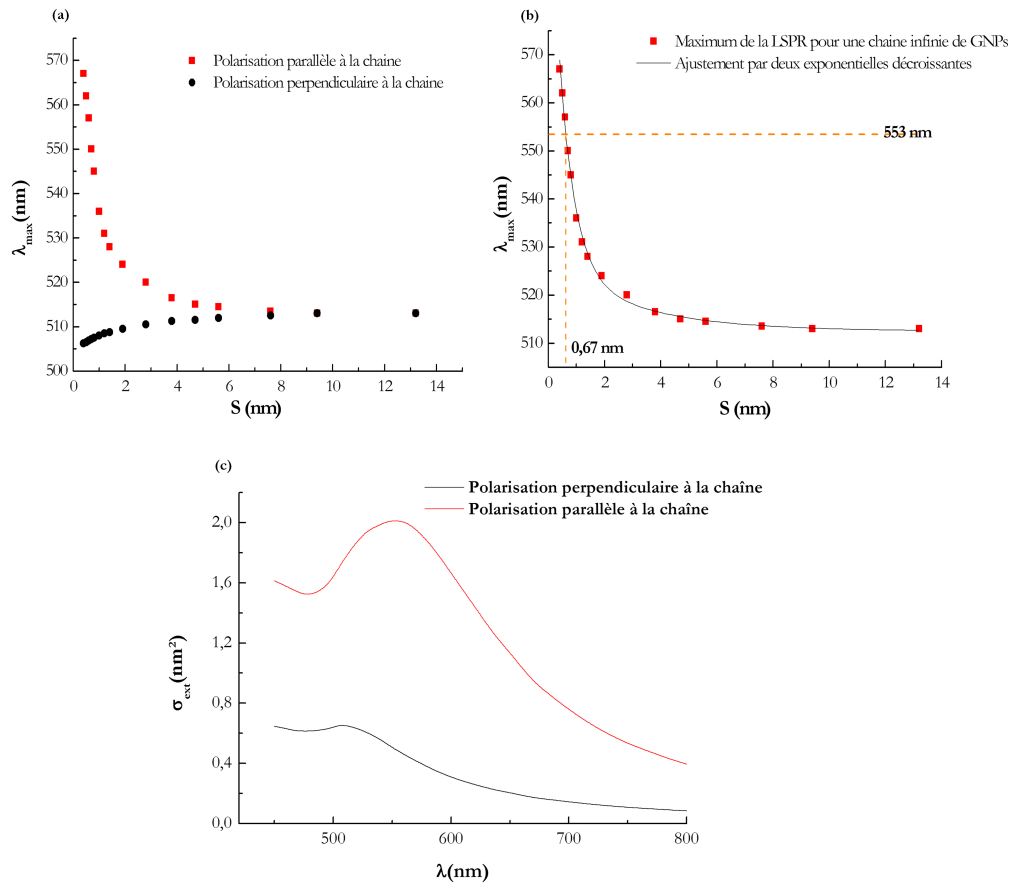 (a)
Polarisation parallèle à la chaine
Polarisation perpendiculaire à la chaine
570
560
550
540
530
520
510
500
λmax(nm)
0 2 4 6 8 10 12 14
S (nm)
(b)
Maximum de la LSPR pour une chaine infinie de GNPs
Ajustement par deux exponentielles décroissantes
553 nm
0,67 nm
570
560
550
540
530
520
510
λmax(nm)
0 2 4 6 8 10 12 14
S (nm)
(c)
Polarisation perpendiculaire à la chaîne
Polarisation parallèle à la chaîne
2,0
1,6
1,2
0,8
0,4
0,0
σext(nm²)
500 600 700 800
λ(nm)